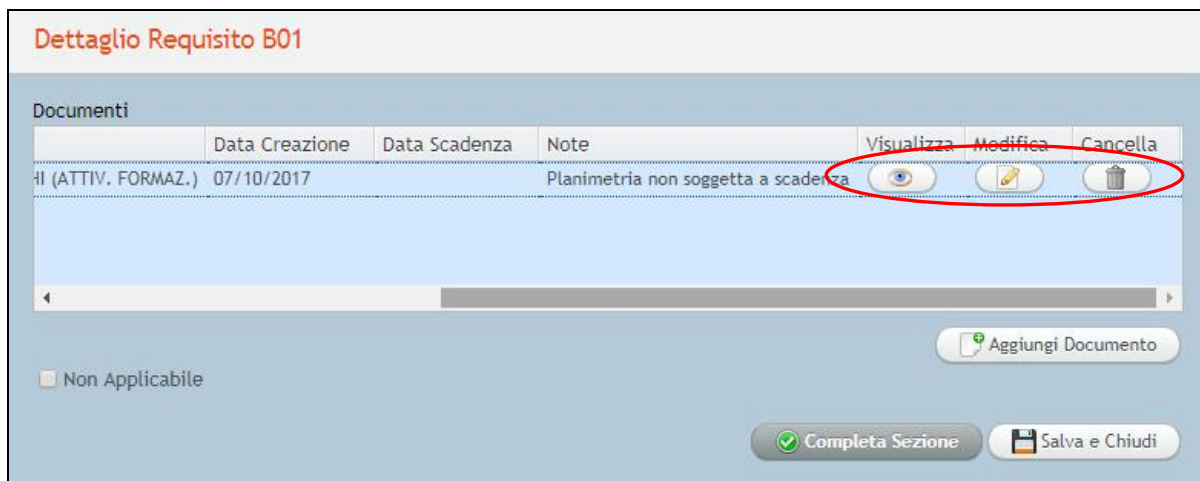 Dettaglio Requisito B01
Documenti
Data Creazione Data Scadenza Note Visualizza Modifica Cancella
(ATTIV. FORMAZ.) 07/10/2017 Planimetria non soggetta a scadenza
Aggiungi Documento
Non Applicabile
Completa Sezione Salva e Chiudi